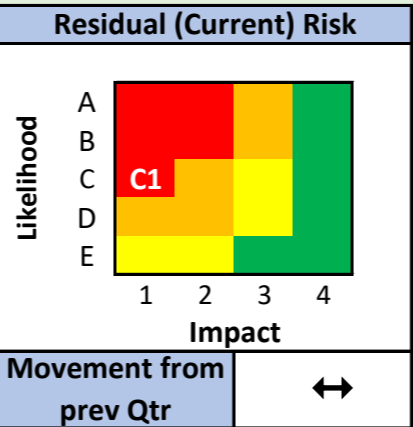 Residual (Current) Risk
Likelihood
A
B
C
C1
D
E
1 2 3 4
Impact
Movement from
prev Qtr
↔